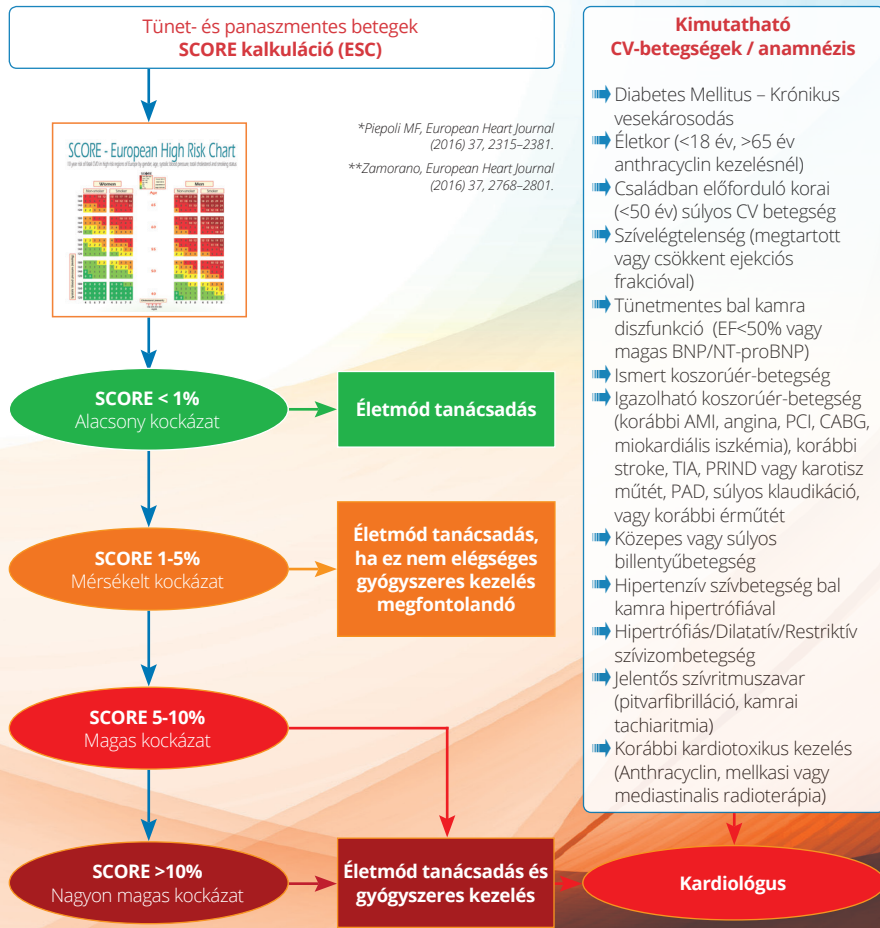 Tünet- és panaszmentes betegek
SCORE kalkuláció (ESC)
SCORE - European High Risk Chart
Women
Men
*Piepoli MF, European Heart Journal
(2016) 37, 2315–2381.
**Zamorano, European Heart Journal
(2016) 37, 2768–2801.
SCORE < 1%
Alacsony kockázat
Életmód tanácsadás
SCORE 1-5%
Mérsékelt kockázat
Életmód tanácsadás,
ha ez nem elégséges
gyógyszeres kezelés
megfontolandó
SCORE 5-10%
Magas kockázat
SCORE >10%
Nagyon magas kockázat
Életmód tanácsadás és
gyógyszeres kezelés
Kimutatható
CV-betegségek / anamnézis
Diabetes Mellitus – Krónikus
vesekárosodás
Életkor (<18 év, >65 év
anthracyclin kezelésnél)
Családban előforduló korai
(<50 év) súlyos CV betegség
Szívelégtelenség (megtartott
vagy csökkent ejekciós
frakcióval)
Tünetmentes bal kamra
diszfunkció (EF<50% vagy
magas BNP/NT-proBNP)
Ismert koszorúér-betegség
Igazolható koszorúér-betegség
(korábbi AMI, angina, PCI, CABG,
miokardiális iszkémia), korábbi
stroke, TIA, PRIND vagy karotisz
műtét, PAD, súlyos klaudikáció,
vagy korábbi érműtét
Közepes vagy súlyos
billentyűbetegség
Hipertenzív szívbetegség bal
kamra hipertrófiával
Hipertrófiás/Dilatatív/Restriktív
szívizombetegség
Jelentős szívritmuszavar
(pitvarfibrilláció, kamrai
tachiaritmia)
Korábbi kardiotoxikus kezelés
(Anthracyclin, mellkasi vagy
mediastinalis radioterápia)
Kardiológus